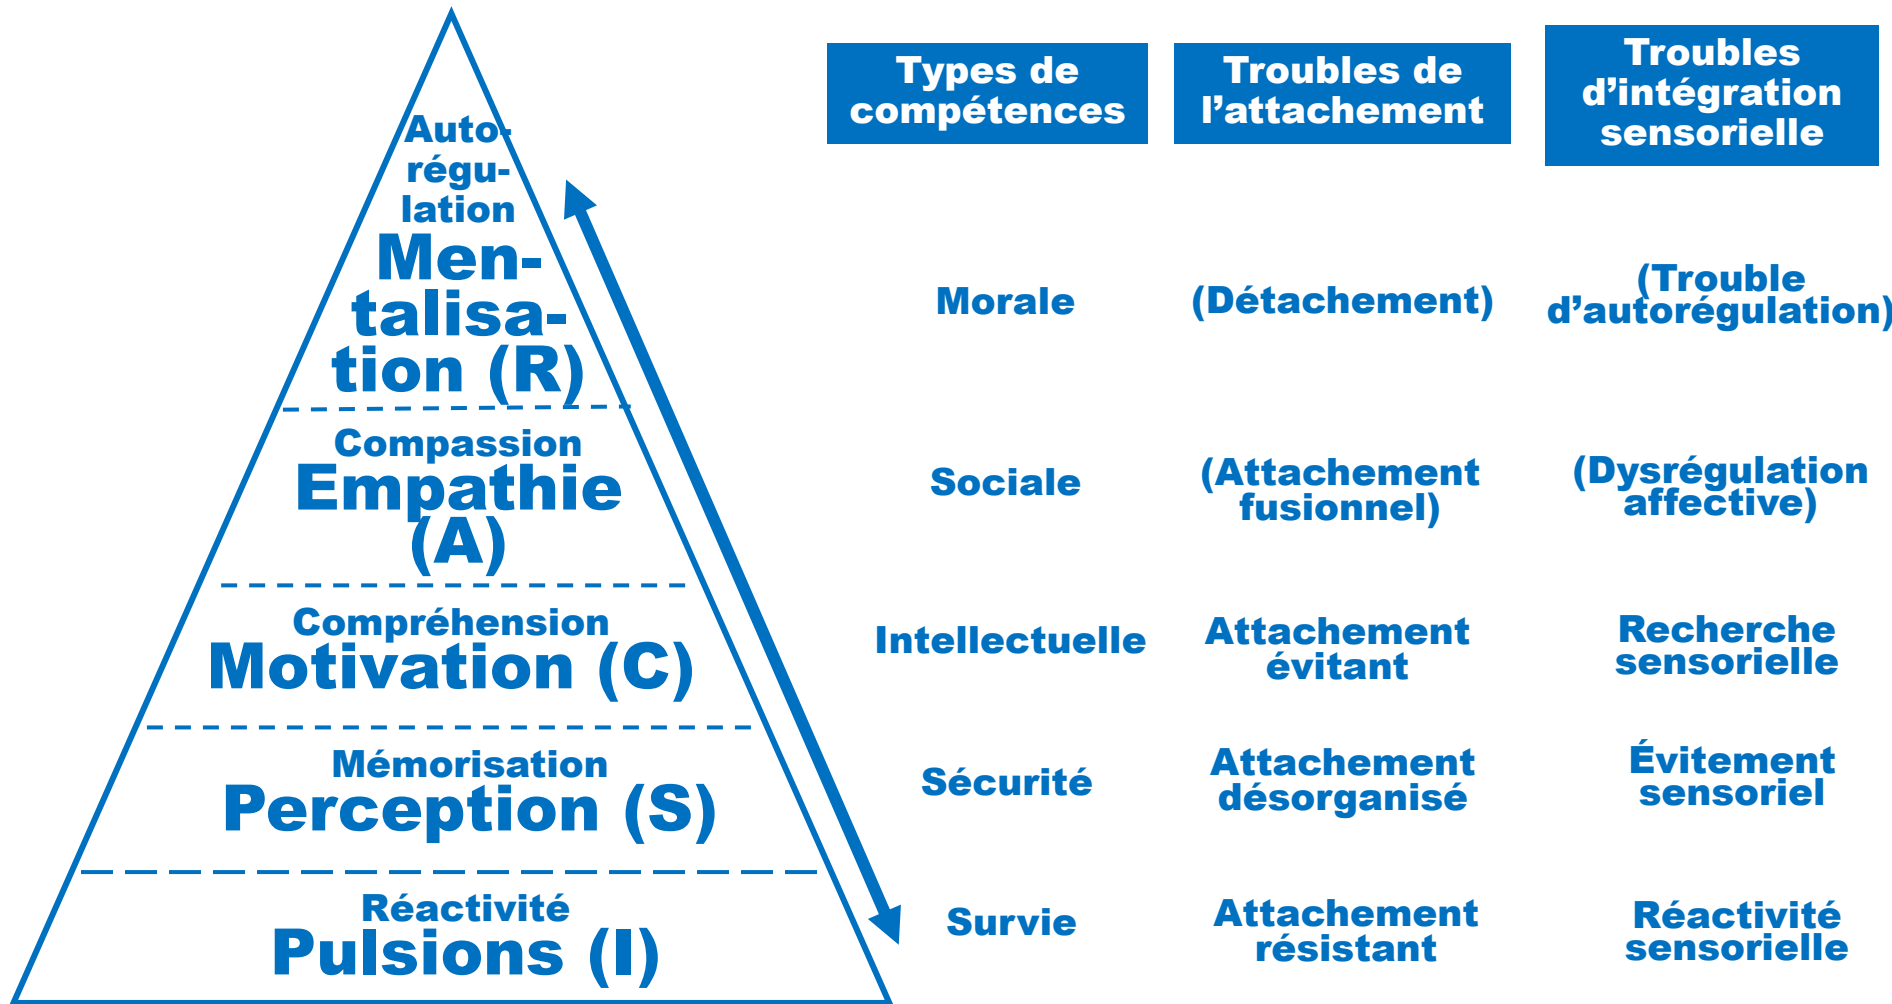 Types de
compétences
Troubles de
l’attachement
Troubles
d’intégration
sensorielle
Auto-
régu-
lation
Men-
talisa-
tion (R)
Morale
(Détachement)
(Trouble
d’autorégulation)
Compassion
Empathie
(A)
Sociale
(Attachement
fusionnel)
(Dysrégulation
affective)
Compréhension
Motivation (C)
Intellectuelle
Attachement
évitant
Recherche
sensorielle
Mémorisation
Perception (S)
Sécurité
Attachement
désorganisé
Évitement
sensoriel
Réactivité
Pulsions (I)
Survie
Attachement
résistant
Réactivité
sensorielle